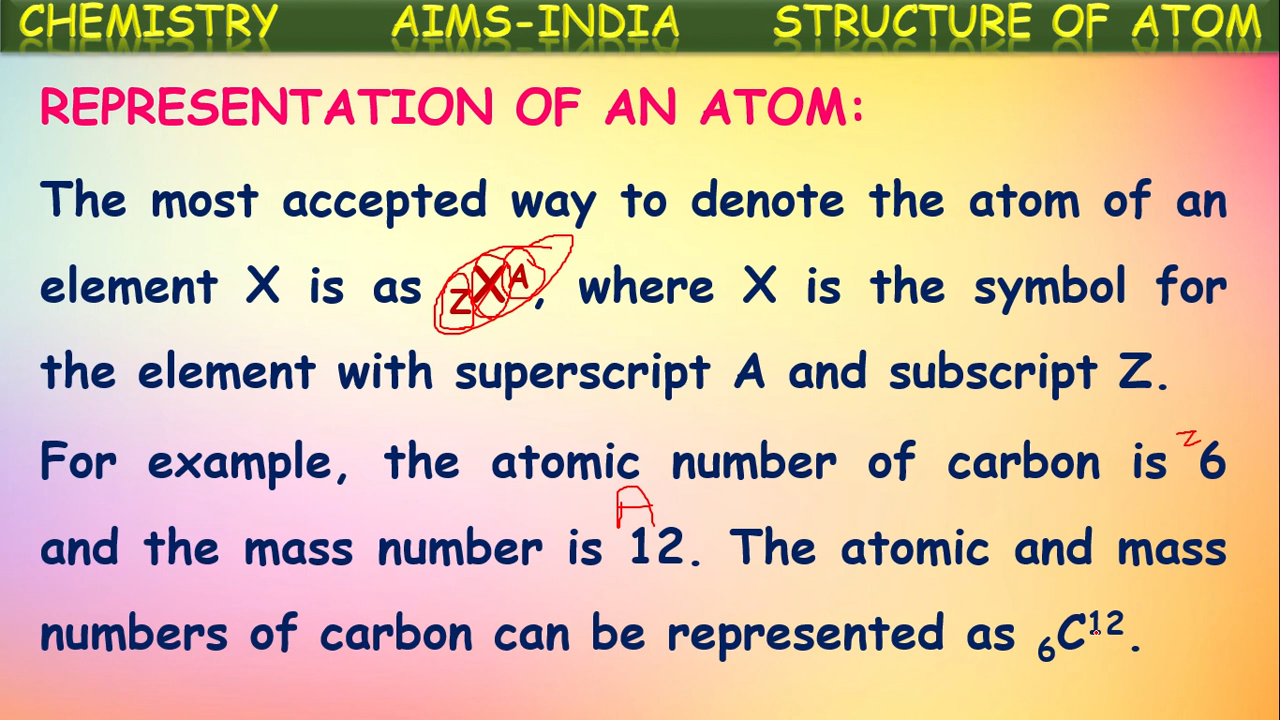 CHEMISTRY AIMS-INDIA STRUCTURE OF ATOM
REPRESENTATION OF AN ATOM:
The most accepted way to denote the atom of an
element X is as ZXᴬ, where X is the symbol for
the element with superscript A and subscript Z.
Z
For example, the atomic number of carbon is 6
A
and the mass number is 12. The atomic and mass
numbers of carbon can be represented as ₆C¹².